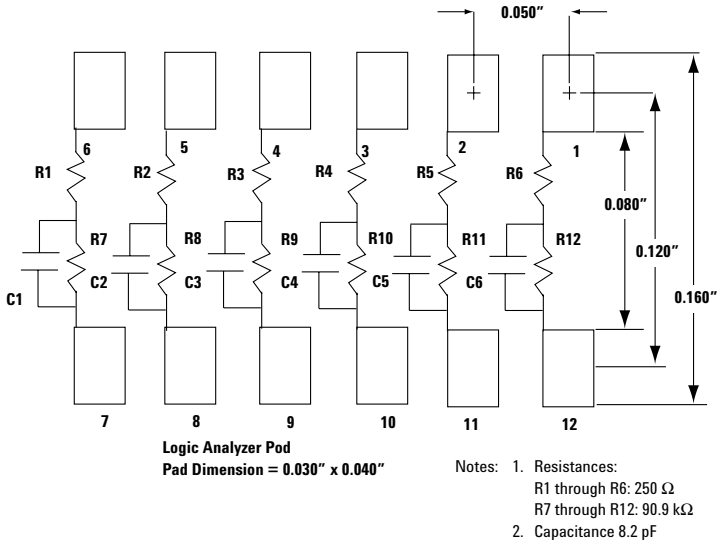 0.050″
6 5 4 3 2 1
R1 R2 R3 R4 R5 R6
0.080″
0.120″
0.160″
R7 R8 R9 R10 R11 R12
C1 C2 C3 C4 C5 C6
7 8 9 10 11 12
Logic Analyzer Pod
Pad Dimension = 0.030″ x 0.040″
Notes: 1. Resistances:
R1 through R6: 250 Ω
R7 through R12: 90.9 kΩ
2. Capacitance 8.2 pF